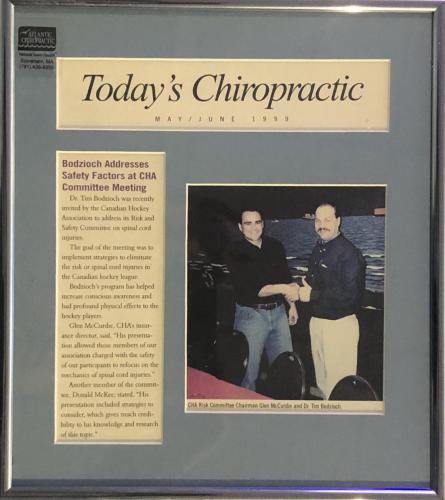 ATLANTIC
CHIROPRACTIC
Stoneham, MA
Today's Chiropractic
MAY/JUNE 1999
Bodzioch Addresses
Safety Factors at CHA
Committee Meeting
Dr. Tim Bodzioch was recently
invited by the Canadian Hockey
Association to address its Risk and
Safety Committee on spinal cord
injuries.
The goal of the meeting was to
implement strategies to eliminate
the risk or spinal cord injuries in
the Canadian hockey league.
Bodzioch's program has helped
increase conscious awareness and
had profound physical effects to the
hockey players.
Glen McCurdie, CHA's insur-
ance director, said, "His presenta-
tion allowed those members of our
association charged with the safety
of our participants to refocus on the
mechanics of spinal cord injuries."
Another member of the commit-
tee, Donald McKee, stated, "His
presentation included strategies to
consider, which gives much credi-
bility to his knowledge and research
of this topic."
CHA Risk Committee Chairman Glen McCurdie and Dr. Tim Bodzioch.